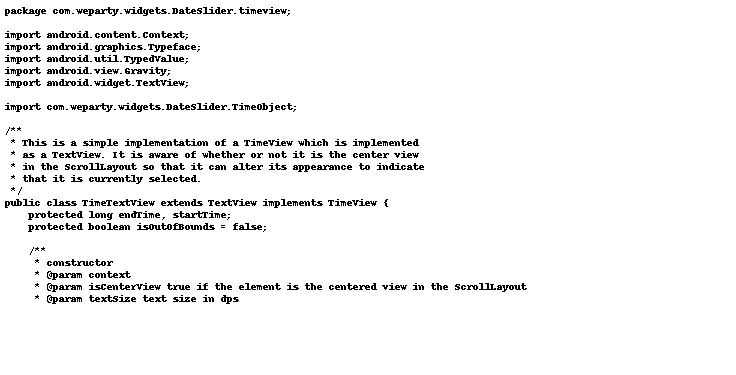 package com.weparty.widgets.DateSlider.timeview;

import android.content.Context;
import android.graphics.Typeface;
import android.util.TypedValue;
import android.view.Gravity;
import android.widget.TextView;

import com.weparty.widgets.DateSlider.TimeObject;

/**
 * This is a simple implementation of a TimeView which is implemented
 * as a TextView. It is aware of whether or not it is the center view
 * in the ScrollLayout so that it can alter its appearance to indicate
 * that it is currently selected.
 */
public class TimeTextView extends TextView implements TimeView {
    protected long endTime, startTime;
    protected boolean isOutOfBounds = false;

    /**
     * constructor
     * @param context
     * @param isCenterView true if the element is the centered view in the ScrollLayout
     * @param textSize text size in dps